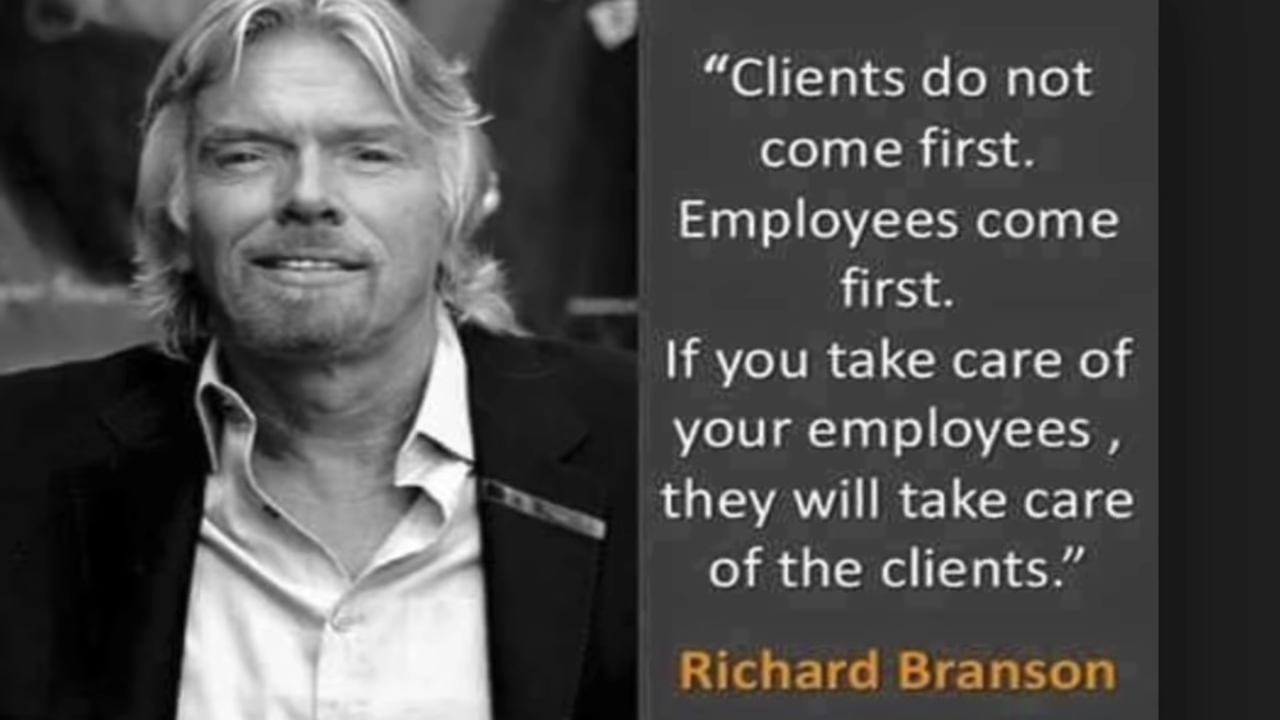 “Clients do not
come first.
Employees come
first.
If you take care of
your employees ,
they will take care
of the clients.”
Richard Branson